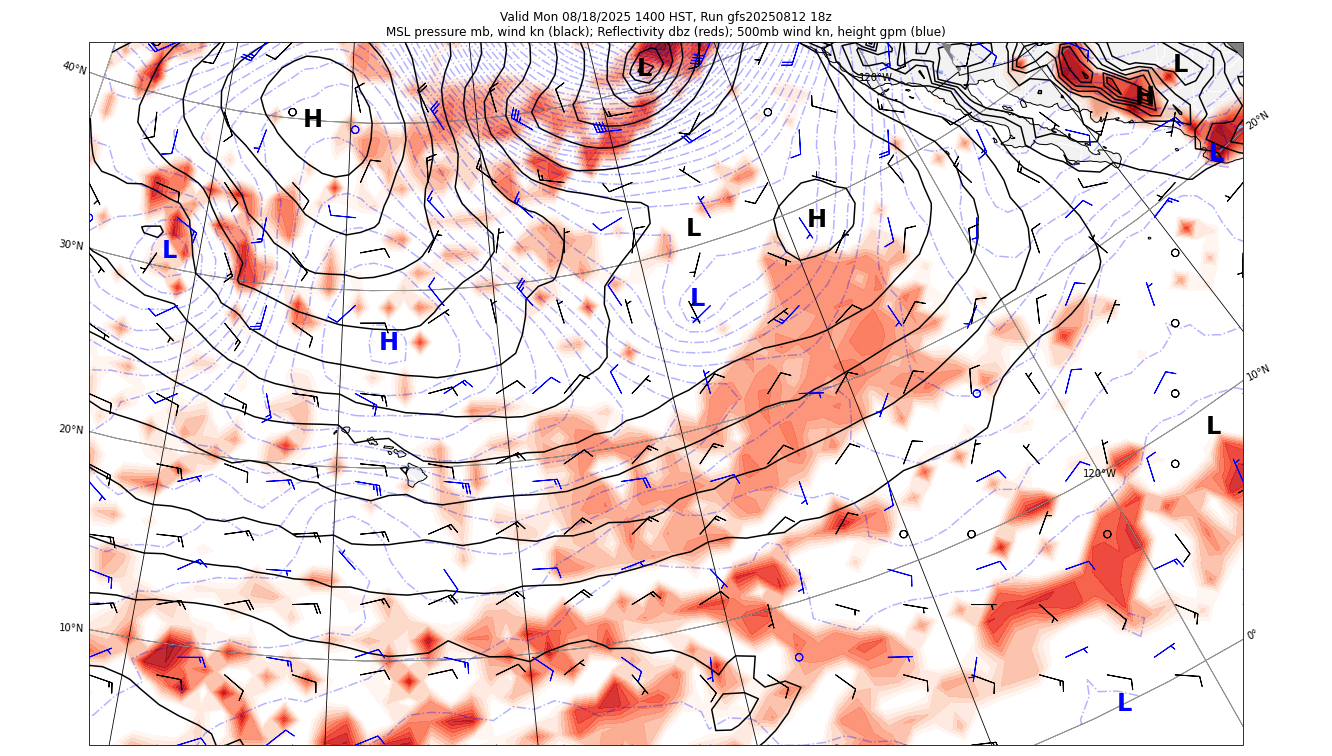 Valid Mon 08/18/2025 1400 HST, Run gfs20250812 18z
MSL pressure mb, wind kn (black); Reflectivity dbz (reds); 500mb wind kn, height gpm (blue)
40°N
L
120°W
L
H
H
20°N
L
H
L
30°N
L
L
H
10°N
20°N
L
120°W
10°N
0°
L